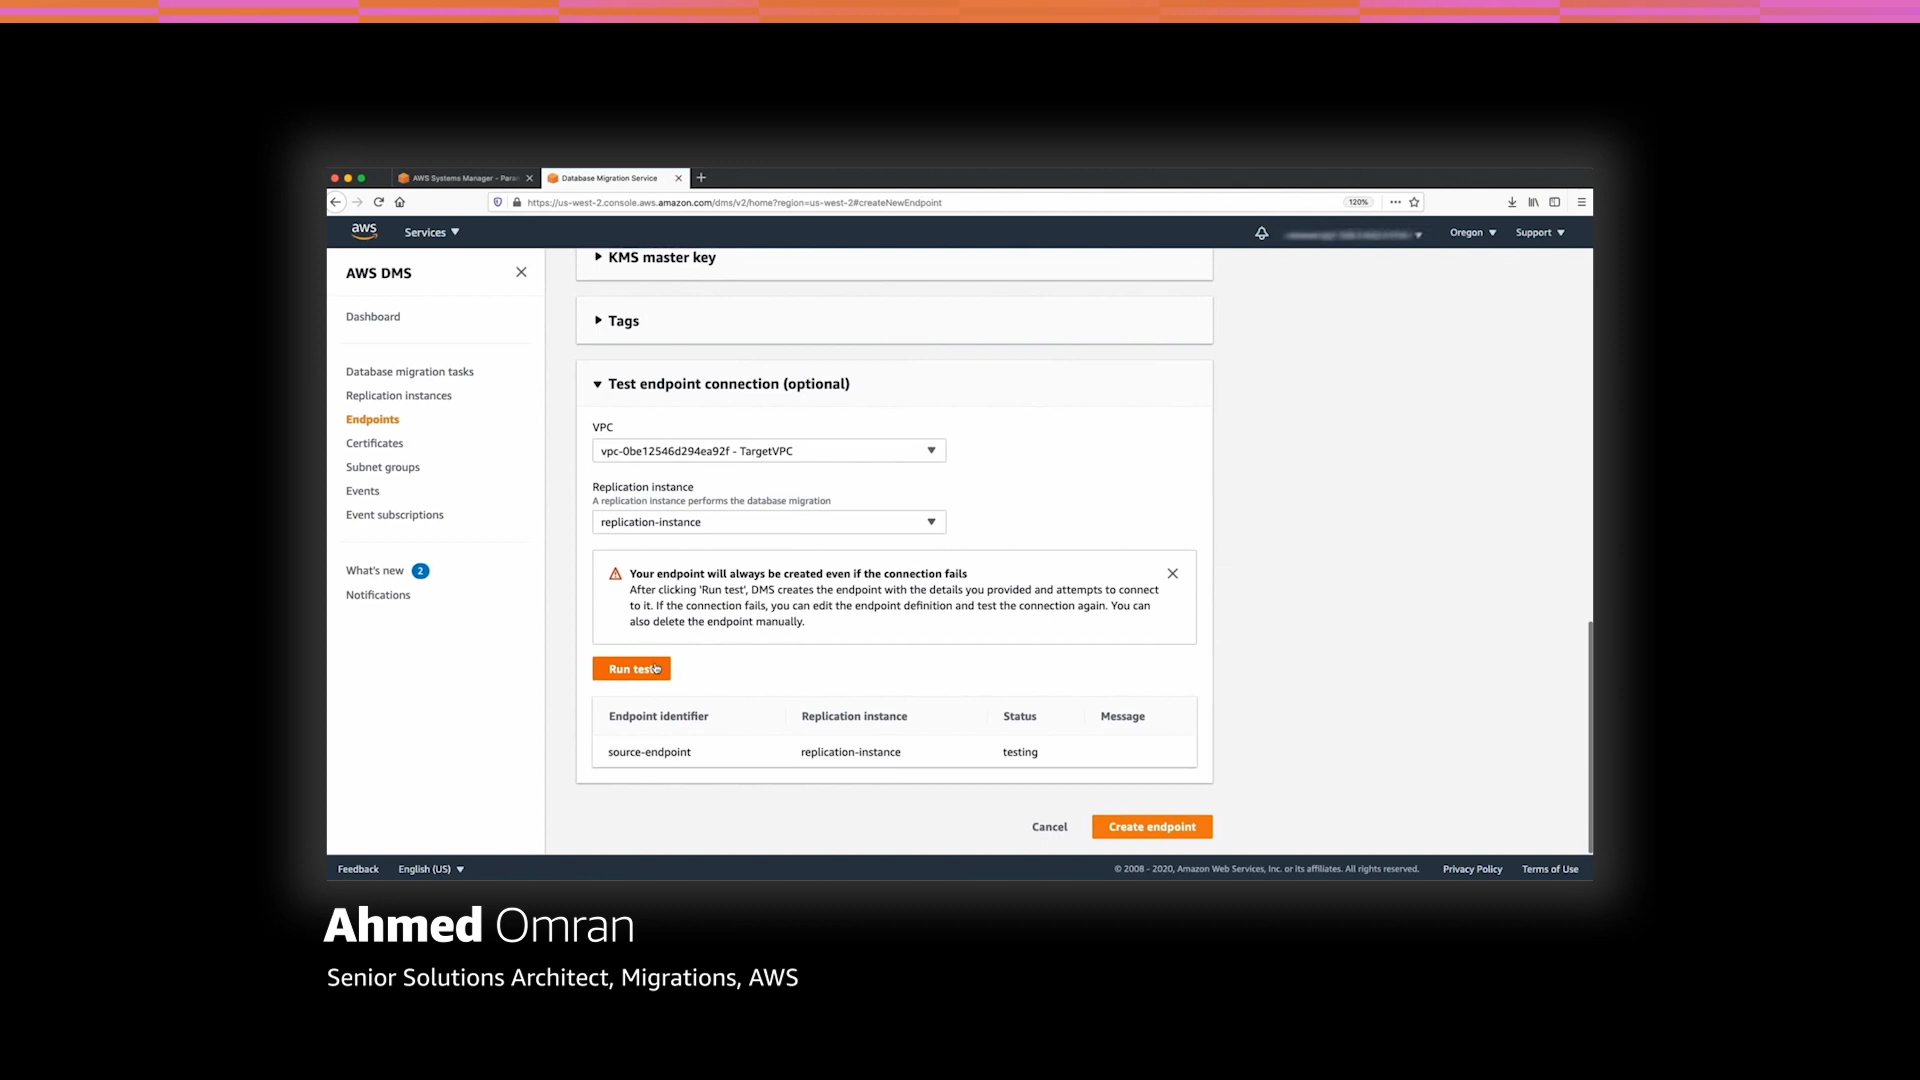 AWS Systems Manager - Para
Database Migration Service
https://us-west-2.console.aws.amazon.com/dms/v2/home?region=us-west-2#createNewEndpoint
120%
aws
Services
Oregon
Support
AWS DMS
Dashboard
Database migration tasks
Replication instances
Endpoints
Certificates
Subnet groups
Events
Event subscriptions
What's new 2
Notifications
KMS master key
Tags
Test endpoint connection (optional)
VPC
vpc-0be12546d294ea92f - TargetVPC
Replication instance
A replication instance performs the database migration
replication-instance
Your endpoint will always be created even if the connection fails
After clicking 'Run test', DMS creates the endpoint with the details you provided and attempts to connect
to it. If the connection fails, you can edit the endpoint definition and test the connection again. You can
also delete the endpoint manually.
Run test
Endpoint identifier Replication instance Status Message
source-endpoint replication-instance testing
Cancel
Create endpoint
Feedback
English (US)
© 2008 - 2020, Amazon Web Services, Inc. or its affiliates. All rights reserved.
Privacy Policy
Terms of Use
Ahmed Omran
Senior Solutions Architect, Migrations, AWS